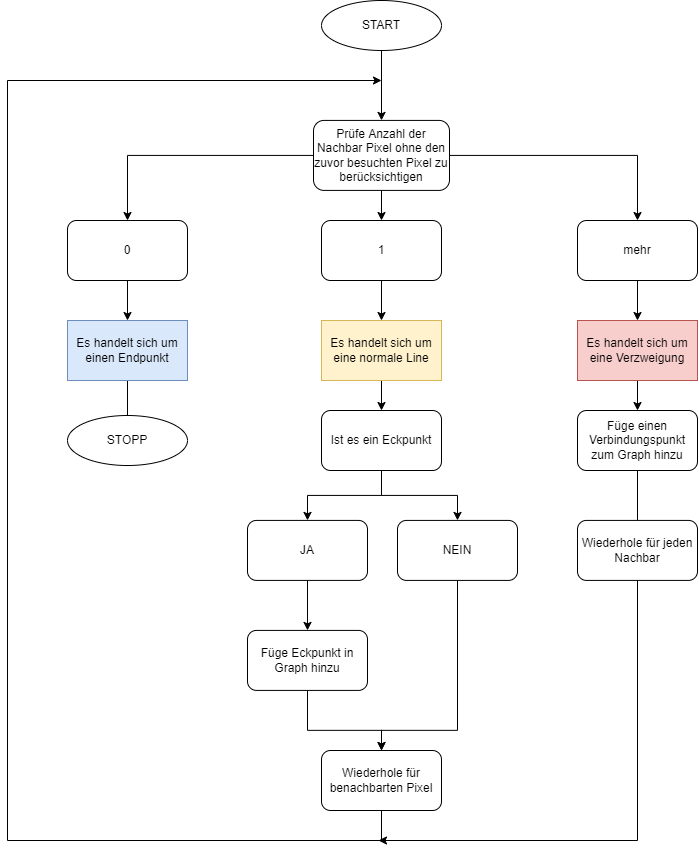 START
Prüfe Anzahl der
Nachbar Pixel ohne den
zuvor besuchten Pixel zu
berücksichtigen
0
1
mehr
Es handelt sich um
einen Endpunkt
Es handelt sich um
eine normale Line
Es handelt sich um
eine Verzweigung
STOPP
Ist es ein Eckpunkt
Füge einen
Verbindungspunkt
zum Graph hinzu
JA
NEIN
Wiederhole für jeden
Nachbar
Füge Eckpunkt in
Graph hinzu
Wiederhole für
benachbarten Pixel